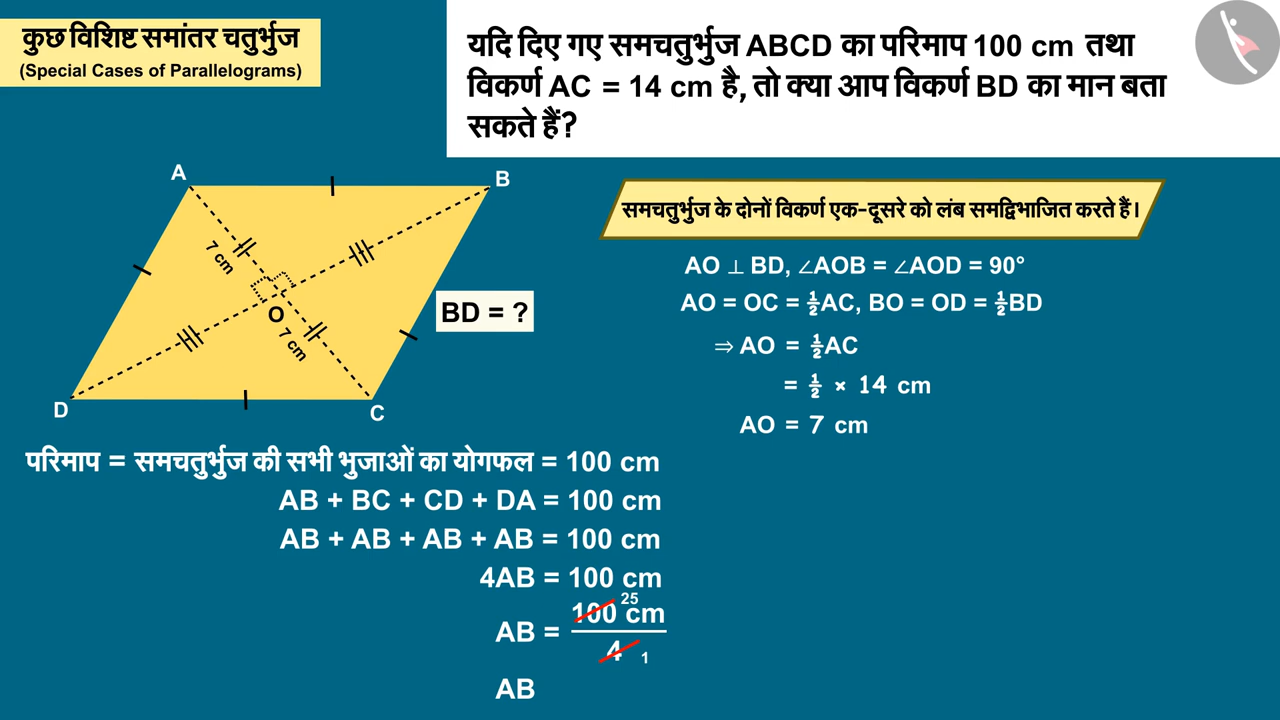 कुछ विशिष्ट समांतर चतुर्भुज
(Special Cases of Parallelograms)
यदि दिए गए समचतुर्भुज ABCD का परिमाप 100 cm तथा
विकर्ण AC = 14 cm है, तो क्या आप विकर्ण BD का मान बता
सकते हैं?
A
B
7 cm
O
7 cm
D
C
BD = ?
समचतुर्भुज के दोनों विकर्ण एक-दूसरे को लंब समद्विभाजित करते हैं।
AO ⊥ BD, ∠AOB = ∠AOD = 90°
AO = OC = ½AC, BO = OD = ½BD
⇒ AO = ½AC
= ½ × 14 cm
AO = 7 cm
परिमाप = समचतुर्भुज की सभी भुजाओं का योगफल = 100 cm
AB + BC + CD + DA = 100 cm
AB + AB + AB + AB = 100 cm
4AB = 100 cm
25
AB = 100 cm
4 1
AB